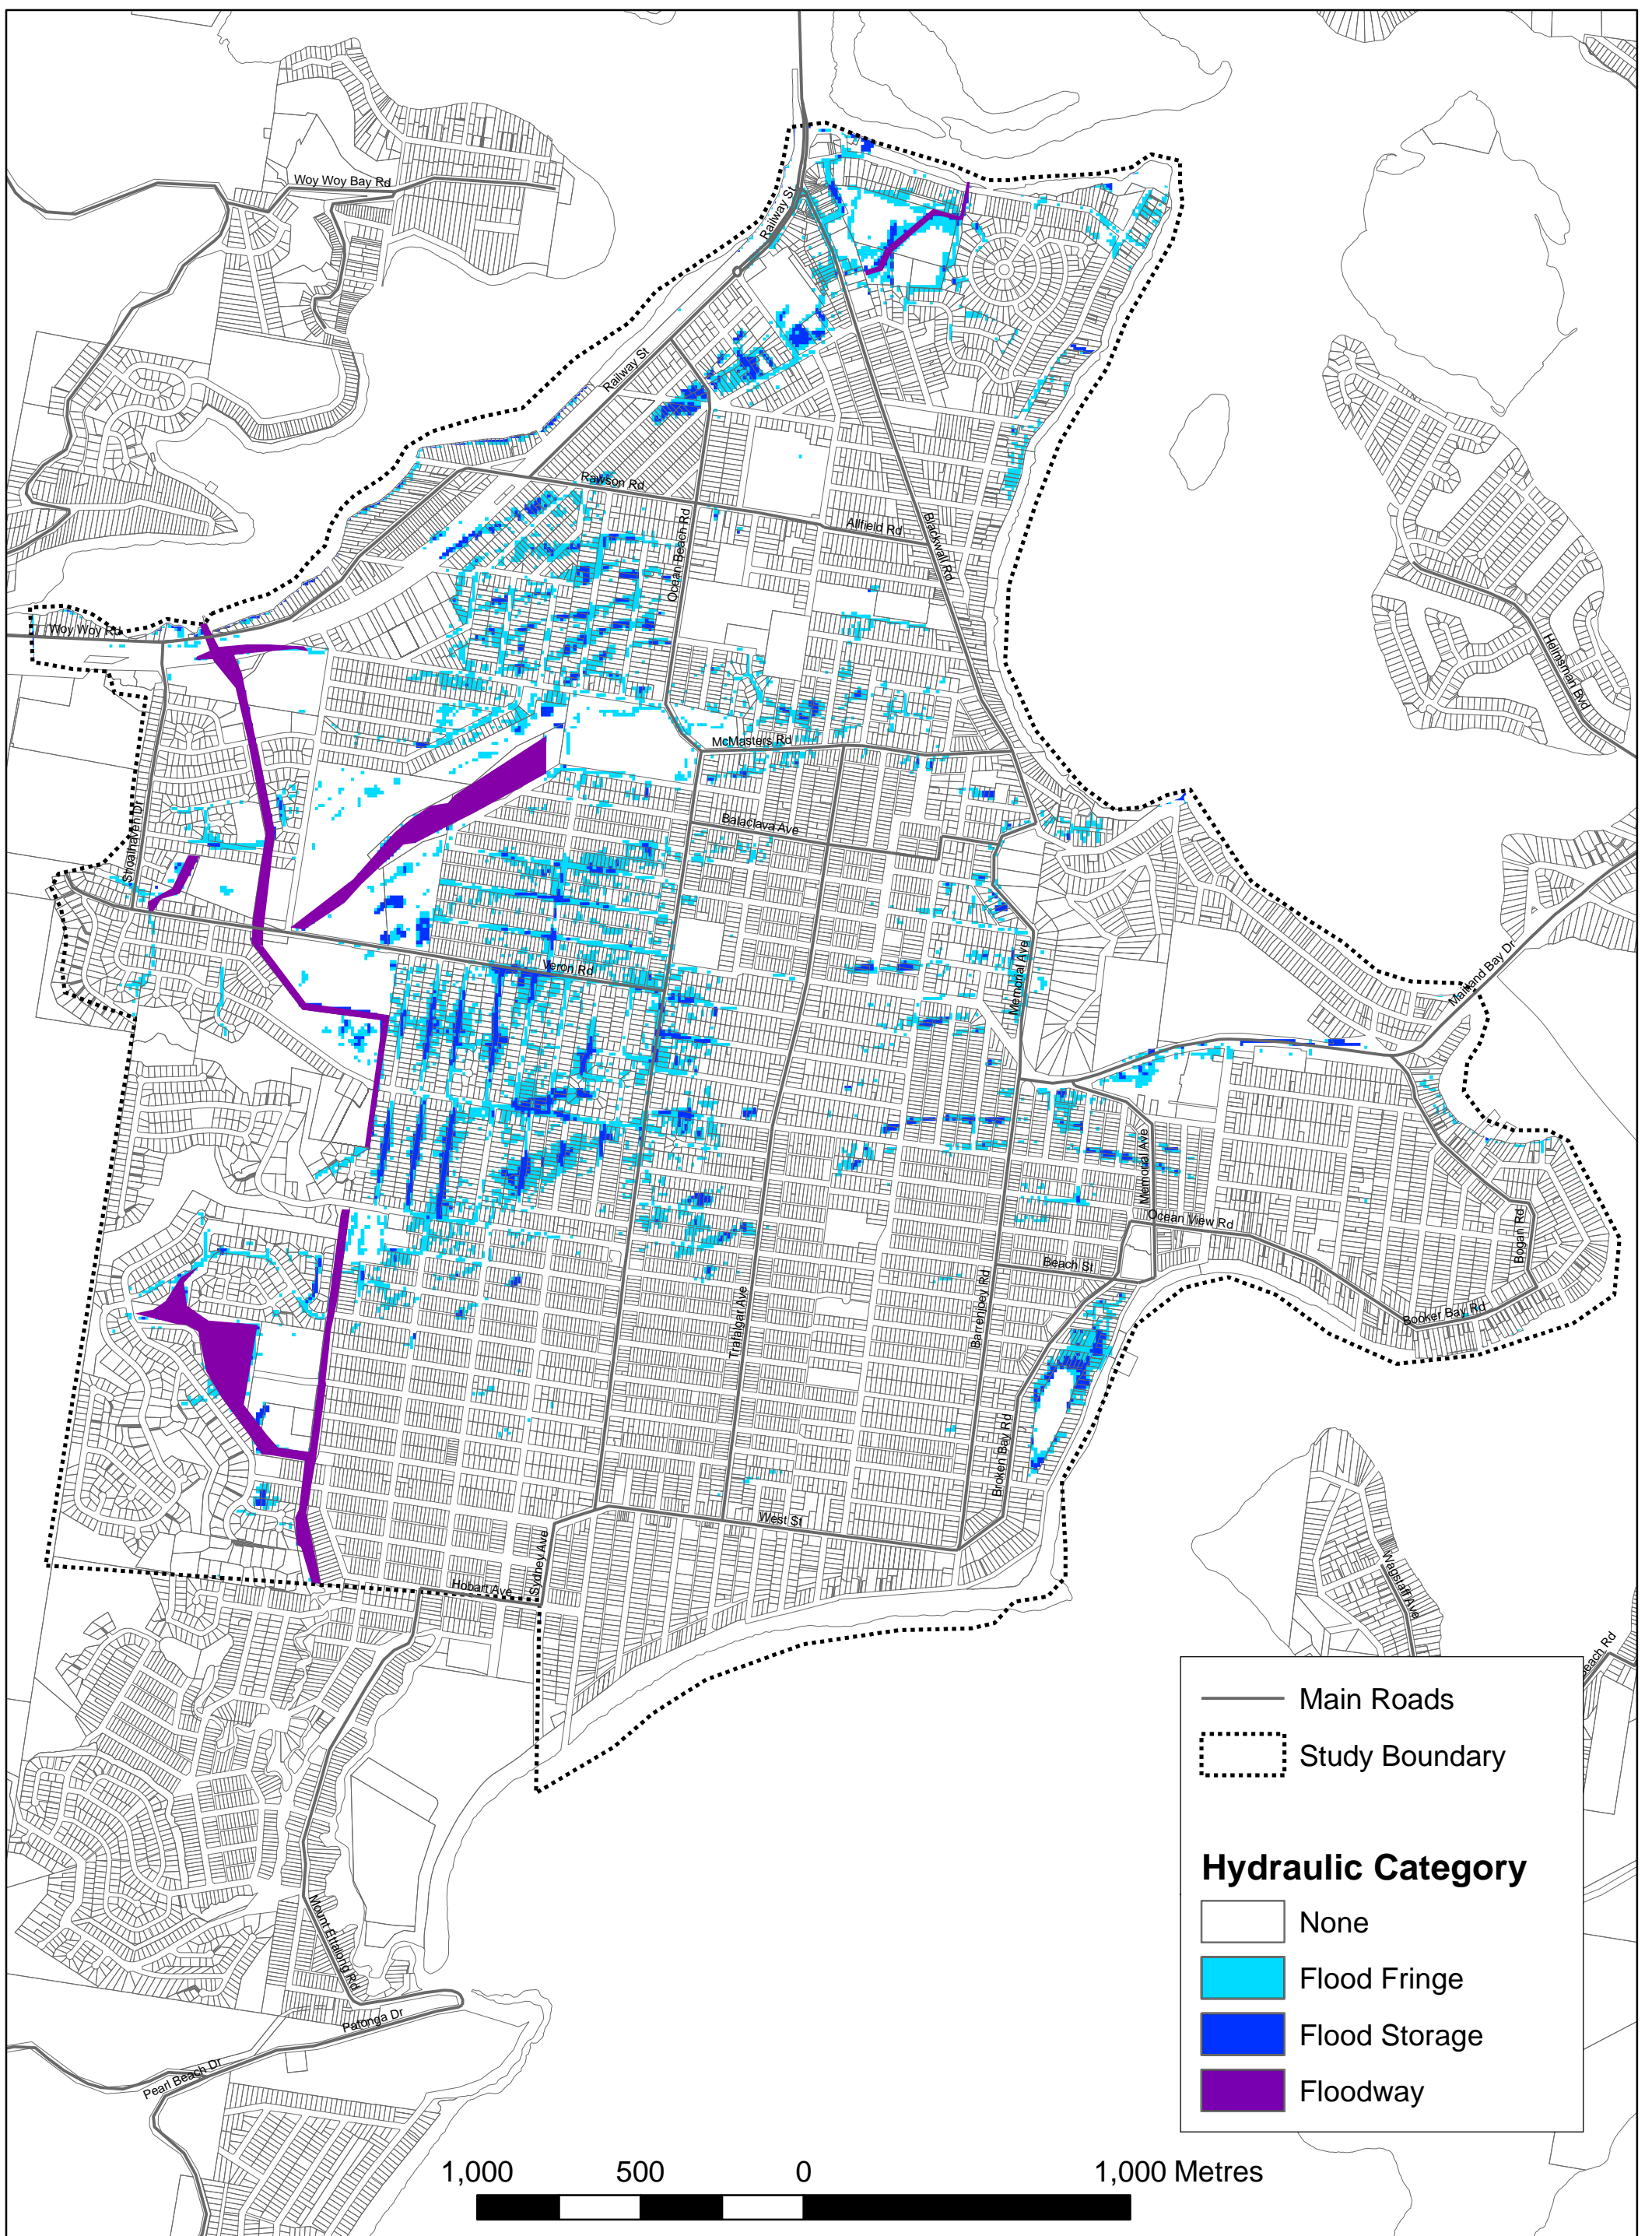 Woy Woy Bay Rd
Railway St
Railway St
Rawson Rd
Allfield Rd
Blackwall Rd
Ocean Beach Rd
Woy Woy Rd
Helmsman Blvd
McMasters Rd
Balaclava Ave
Shoalhaven Dr
Veron Rd
Memorial Ave
Maitland Bay Dr
Memorial Ave
Ocean View Rd
Bogan Rd
Beach St
Booker Bay Rd
Trafalgar Ave
Barrenjoey Rd
Broken Bay Rd
West St
Sydney Ave
Hobart Ave
Wagstaff Ave
Beach Rd
Mount Ettalong Rd
Patonga Dr
Pearl Beach Dr
Main Roads
Study Boundary
Hydraulic Category
None
Flood Fringe
Flood Storage
Floodway
1,000 500 0 1,000 Metres